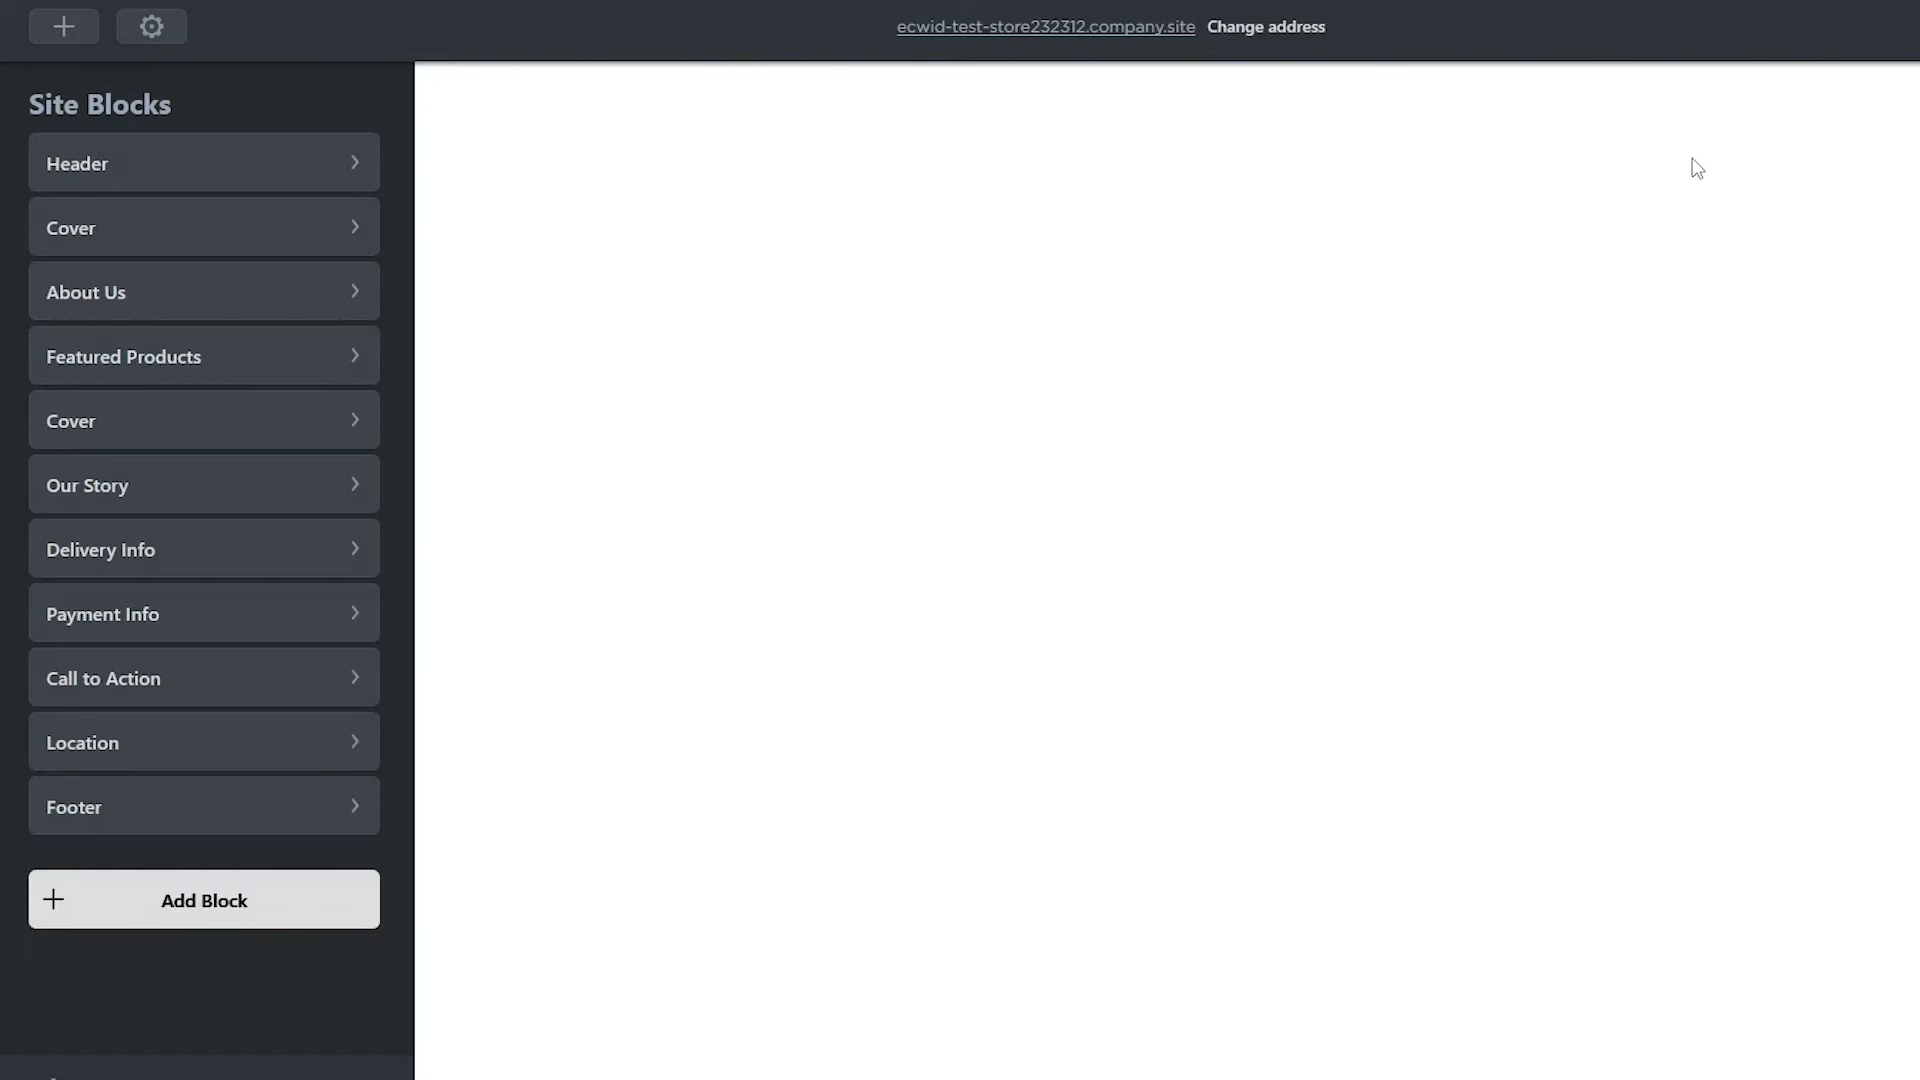 ecwid-test-store232312.company.site Change address
Site Blocks
Header
Cover
About Us
Featured Products
Cover
Our Story
Delivery Info
Payment Info
Call to Action
Location
Footer
Add Block